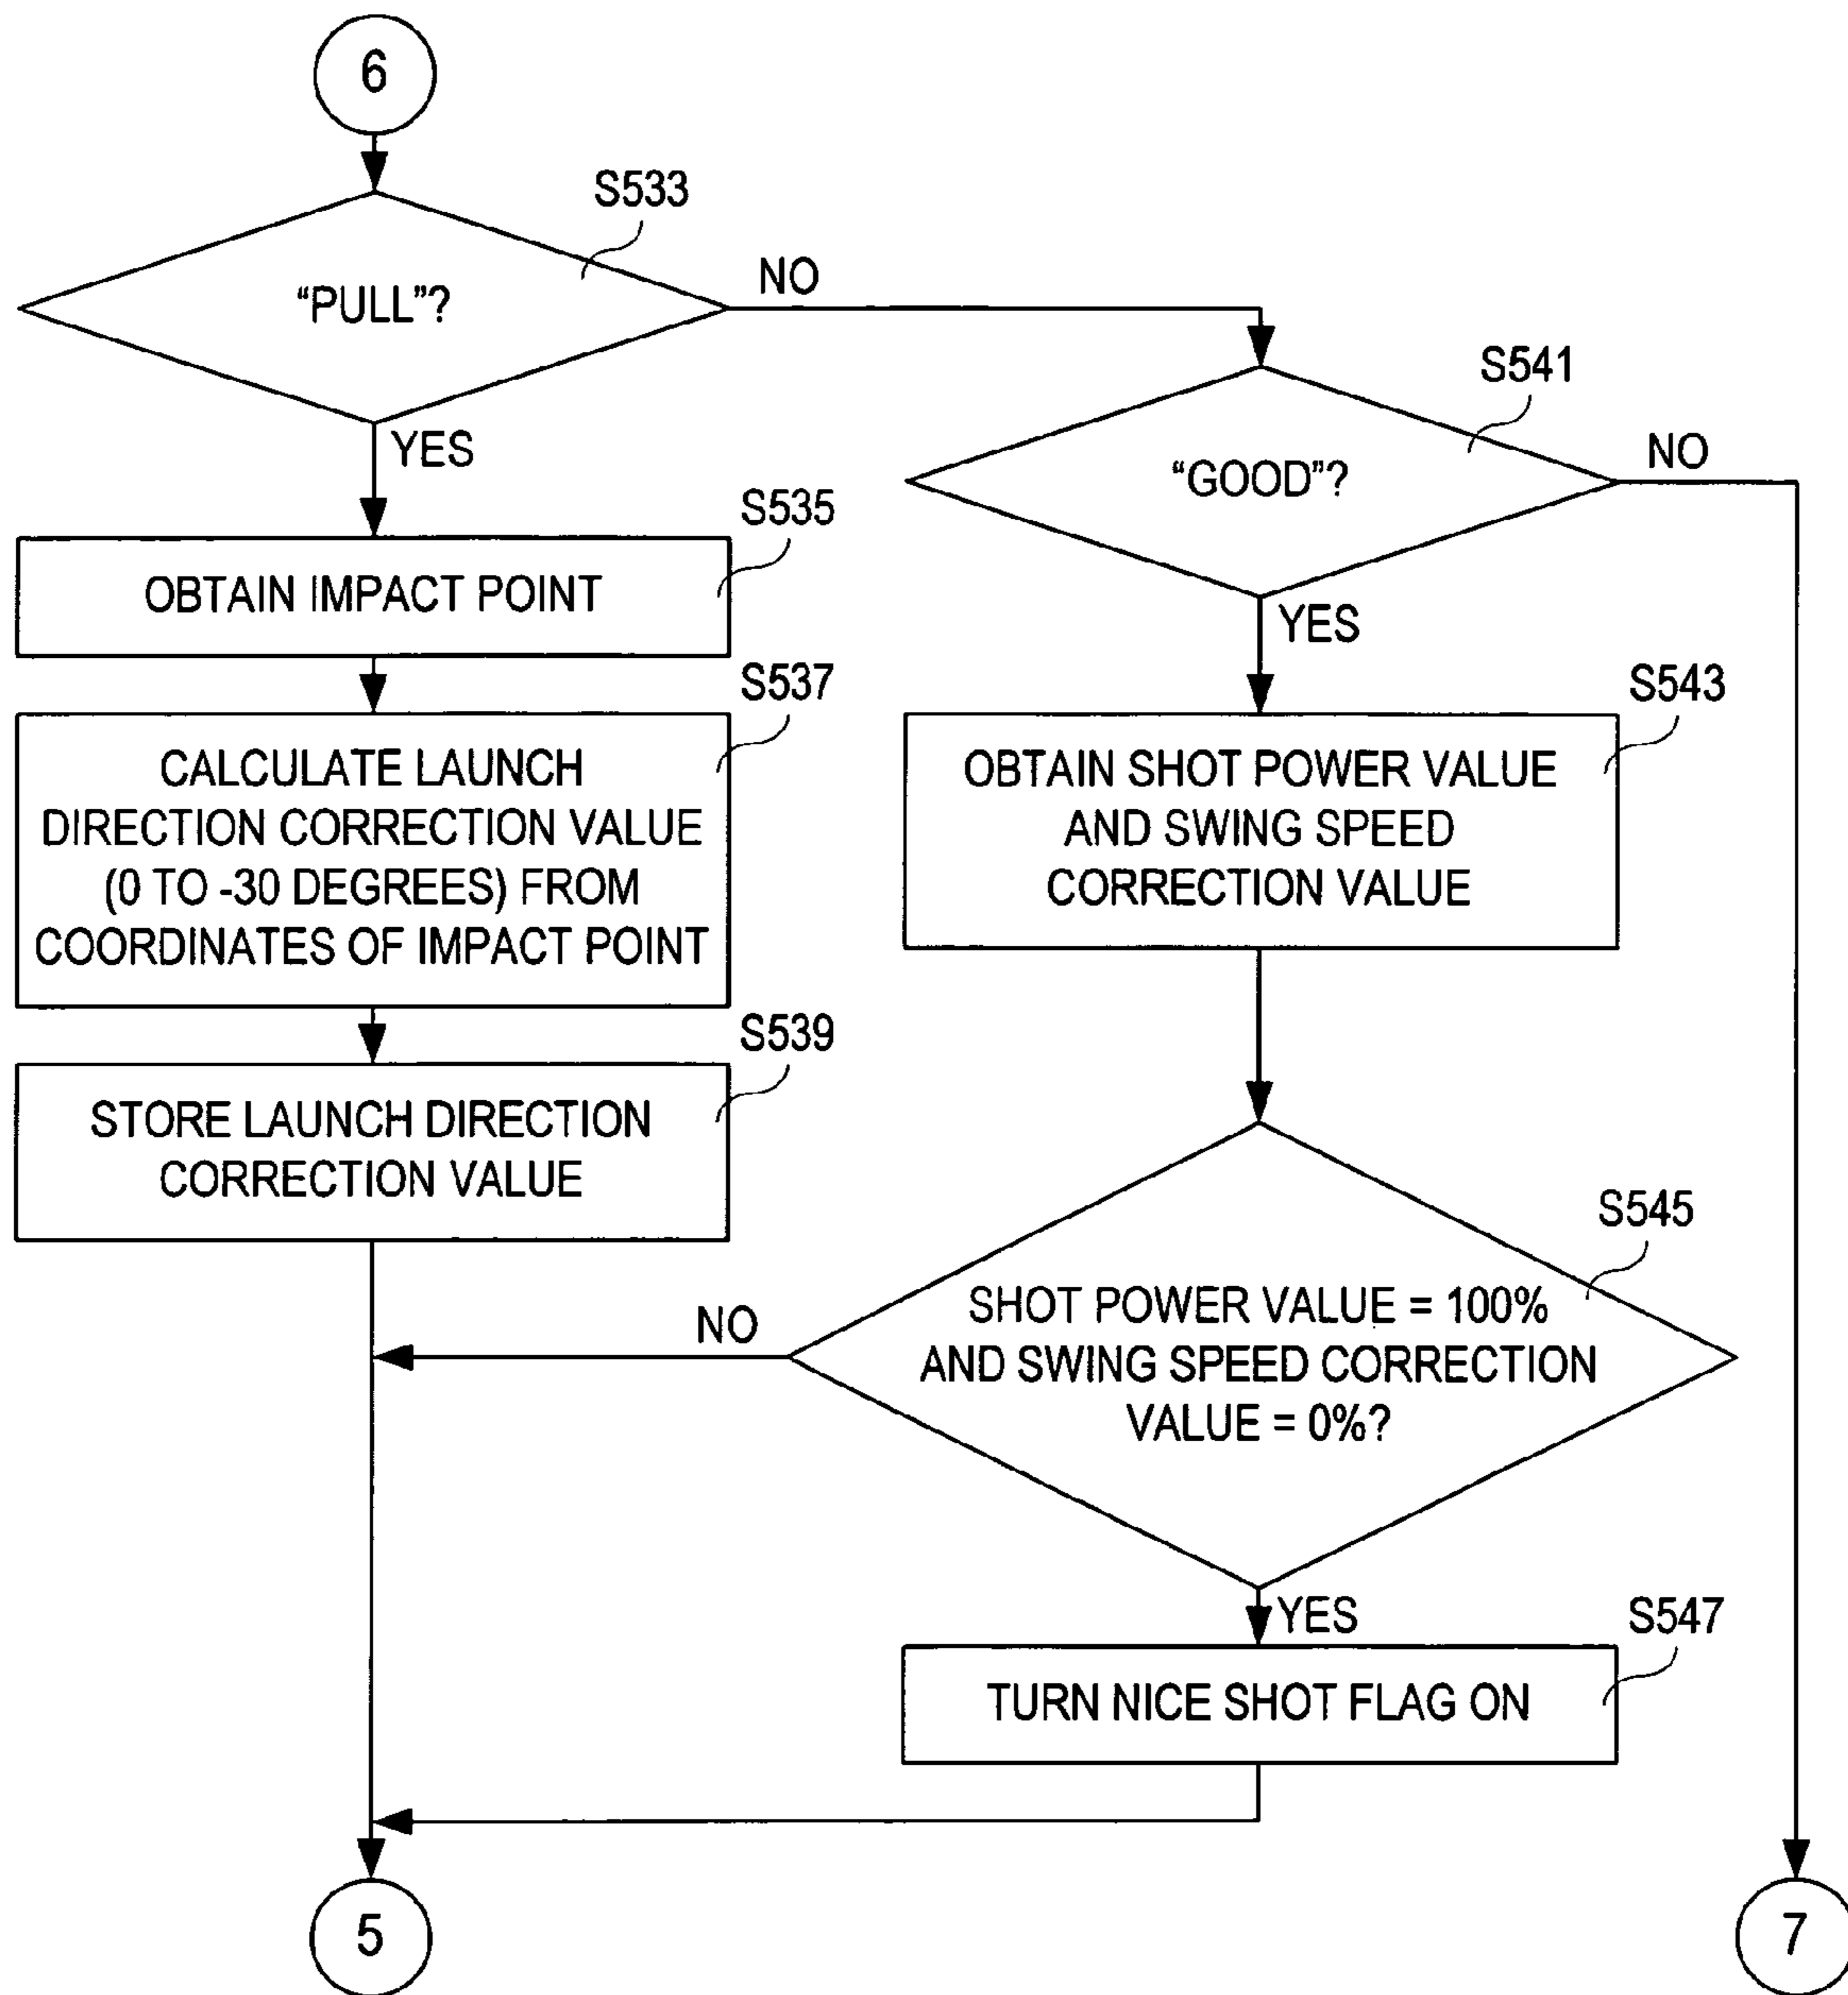 6
S533
"PULL"?
NO
YES
S541
"GOOD"?
NO
YES
S535
OBTAIN IMPACT POINT
S537
CALCULATE LAUNCH
DIRECTION CORRECTION VALUE
(0 TO -30 DEGREES) FROM
COORDINATES OF IMPACT POINT
S543
OBTAIN SHOT POWER VALUE
AND SWING SPEED
CORRECTION VALUE
S539
STORE LAUNCH DIRECTION
CORRECTION VALUE
S545
SHOT POWER VALUE = 100%
AND SWING SPEED CORRECTION
VALUE = 0%?
NO
YES
S547
TURN NICE SHOT FLAG ON
5
7